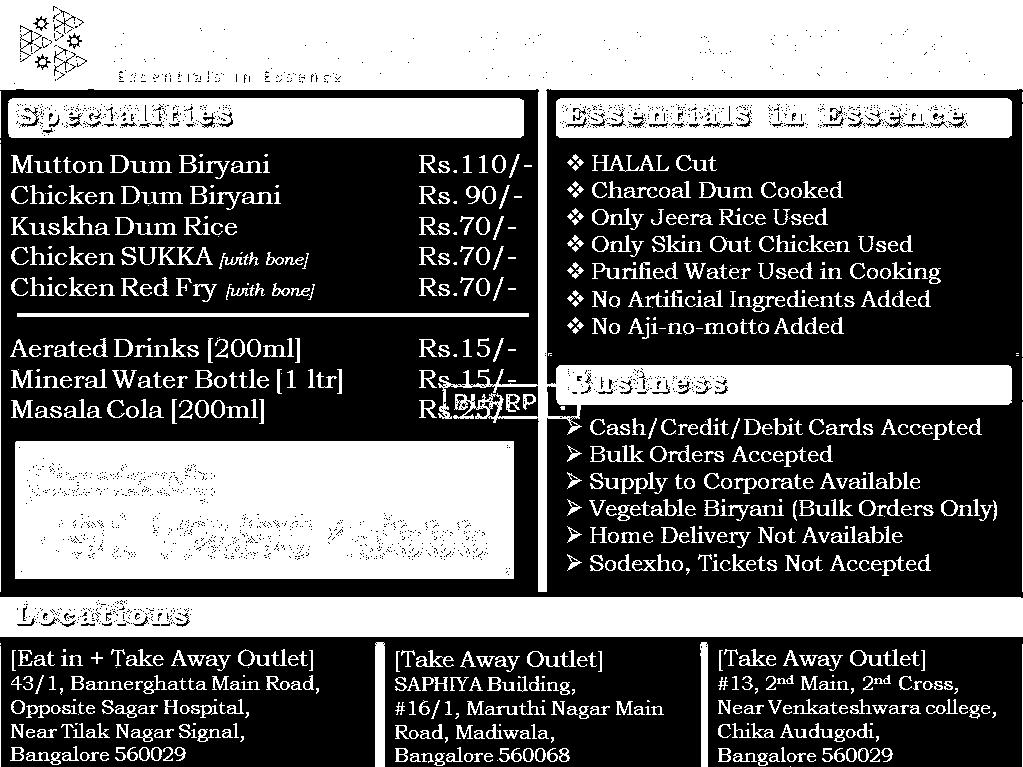 Essentials in Essence
Specialities
Mutton Dum Biryani Rs.110/-
Chicken Dum Biryani Rs. 90/-
Kuskha Dum Rice Rs.70/-
Chicken SUKKA [with bone] Rs.70/-
Chicken Red Fry [with bone] Rs.70/-
Aerated Drinks [200ml] Rs.15/-
Mineral Water Bottle [1 ltr] Rs.15/-
Masala Cola [200ml] Rs.25/-
Essentials in Essence
❖ HALAL Cut
❖ Charcoal Dum Cooked
❖ Only Jeera Rice Used
❖ Only Skin Out Chicken Used
❖ Purified Water Used in Cooking
❖ No Artificial Ingredients Added
❖ No Aji-no-motto Added
Business
➢ Cash/Credit/Debit Cards Accepted
➢ Bulk Orders Accepted
➢ Supply to Corporate Available
➢ Vegetable Biryani (Bulk Orders Only)
➢ Home Delivery Not Available
➢ Sodexho, Tickets Not Accepted
Locations
[Eat in + Take Away Outlet]
43/1, Bannerghatta Main Road,
Opposite Sagar Hospital,
Near Tilak Nagar Signal,
Bangalore 560029
[Take Away Outlet]
SAPHIYA Building,
#16/1, Maruthi Nagar Main
Road, Madiwala,
Bangalore 560068
[Take Away Outlet]
#13, 2nd Main, 2nd Cross,
Near Venkateshwara college,
Chika Audugodi,
Bangalore 560029